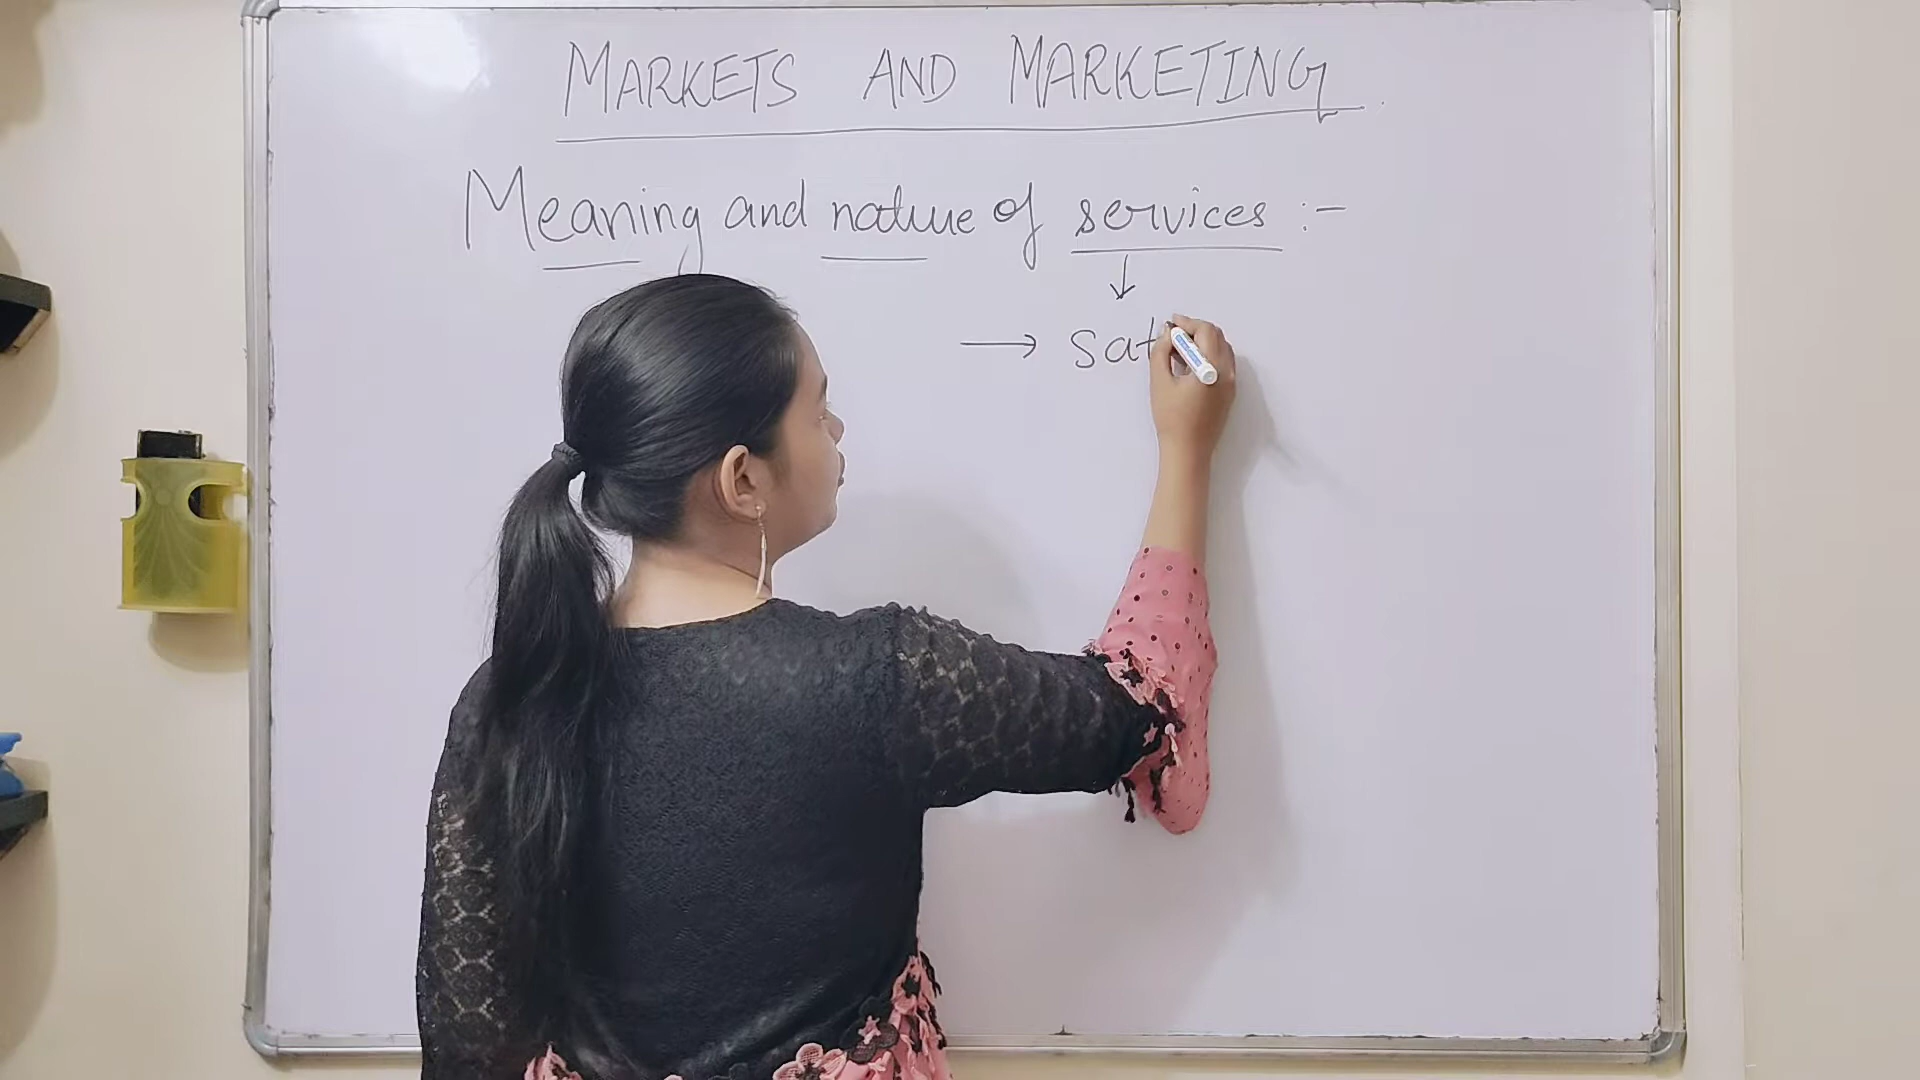 MARKETS AND MARKETING
Meaning and nature of services :-
↓
→ sat